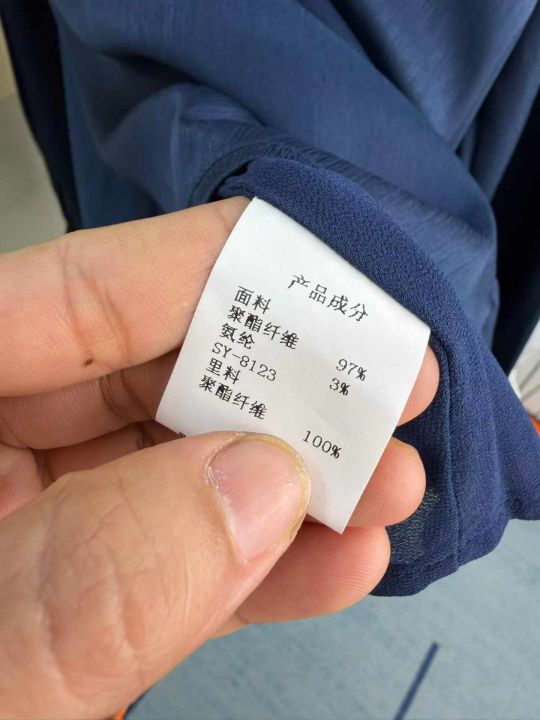 产品成分
面料
聚酯纤维 97%
氨纶 3%
SY-8123
里料
聚酯纤维 100%